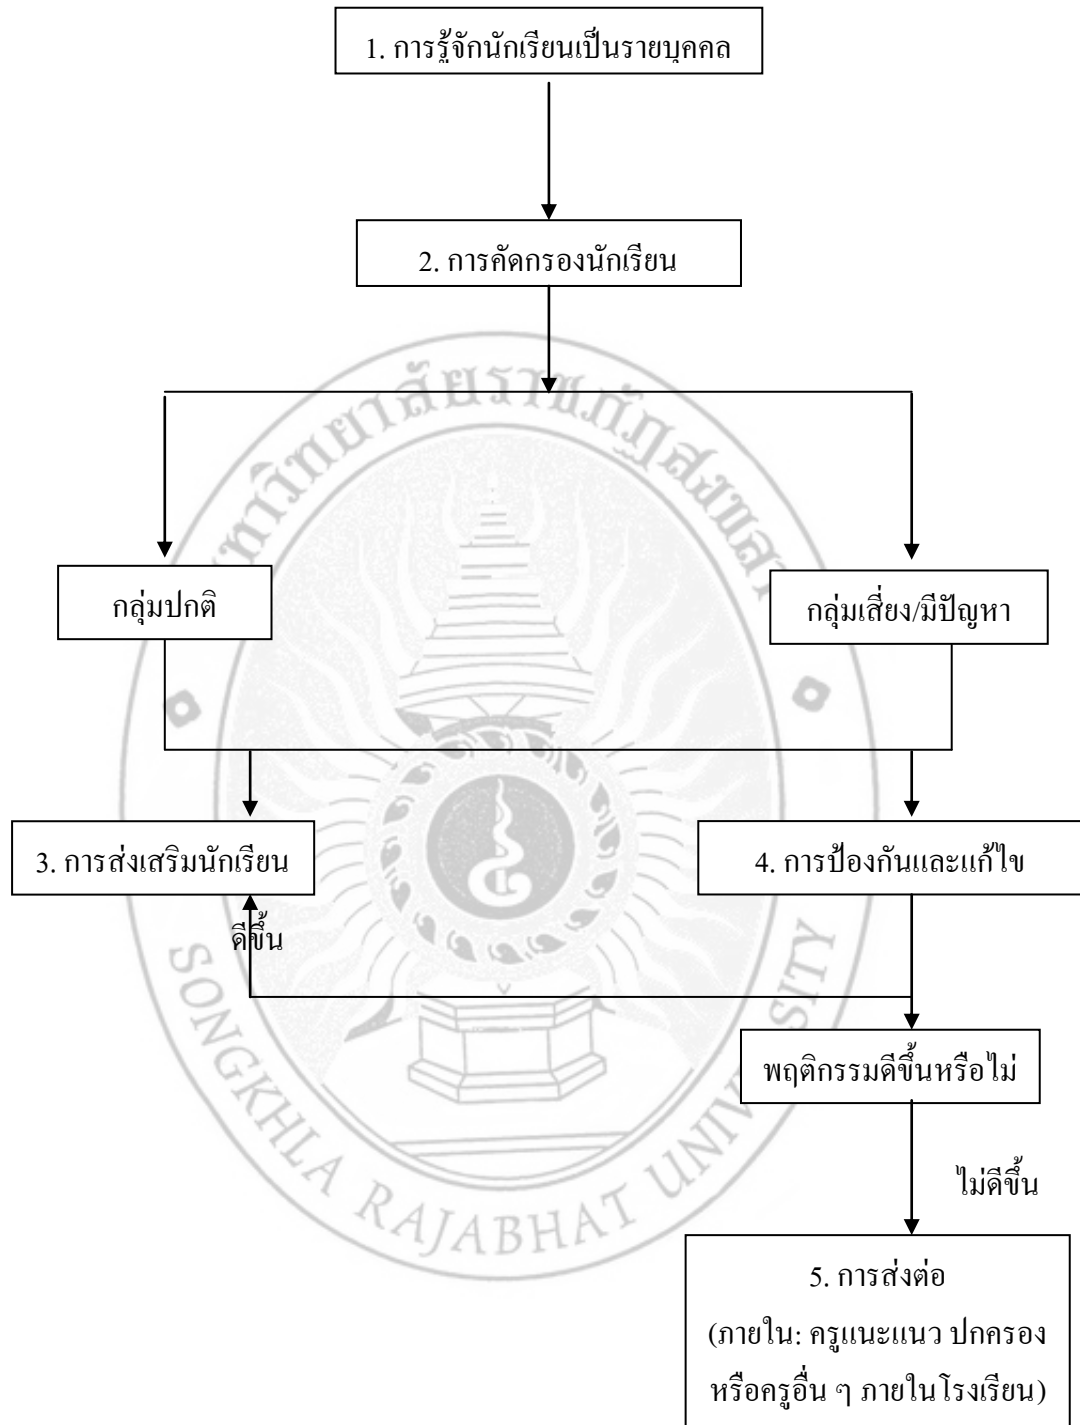 1. การรู้จักนักเรียนเป็นรายบุคคล
2. การคัดกรองนักเรียน
กลุ่มปกติ
กลุ่มเสี่ยง/มีปัญหา
3. การส่งเสริมนักเรียน
4. การป้องกันและแก้ไข
ดีขึ้น
พฤติกรรมดีขึ้นหรือไม่
ไม่ดีขึ้น
5. การส่งต่อ
(ภายใน: ครูแนะแนว ปกครอง
หรือครูอื่น ๆ ภายในโรงเรียน)
SONGKHLA RAJABHAT UNIVERSITY